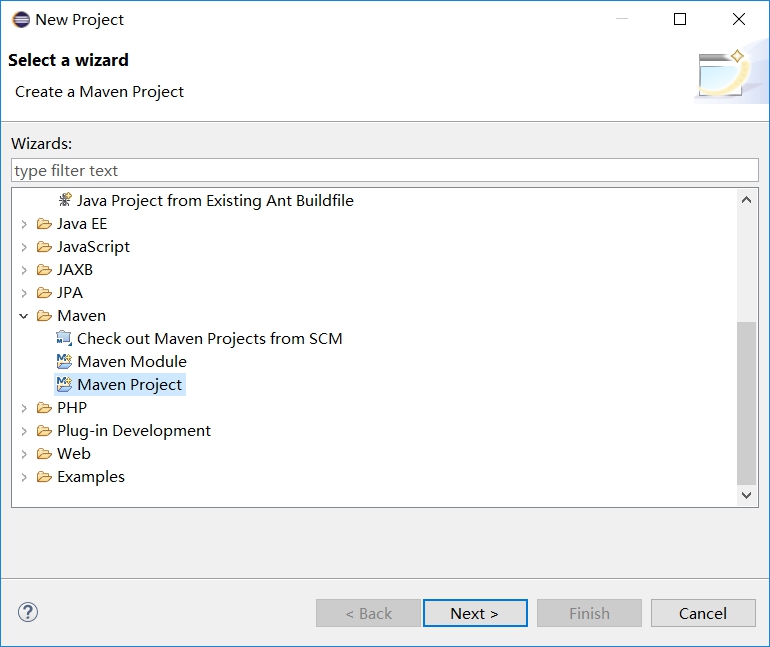 New Project
Select a wizard
Create a Maven Project
Wizards:
type filter text
Java Project from Existing Ant Buildfile
Java EE
JavaScript
JAXB
JPA
Maven
Check out Maven Projects from SCM
Maven Module
Maven Project
PHP
Plug-in Development
Web
Examples
? < Back Next > Finish Cancel